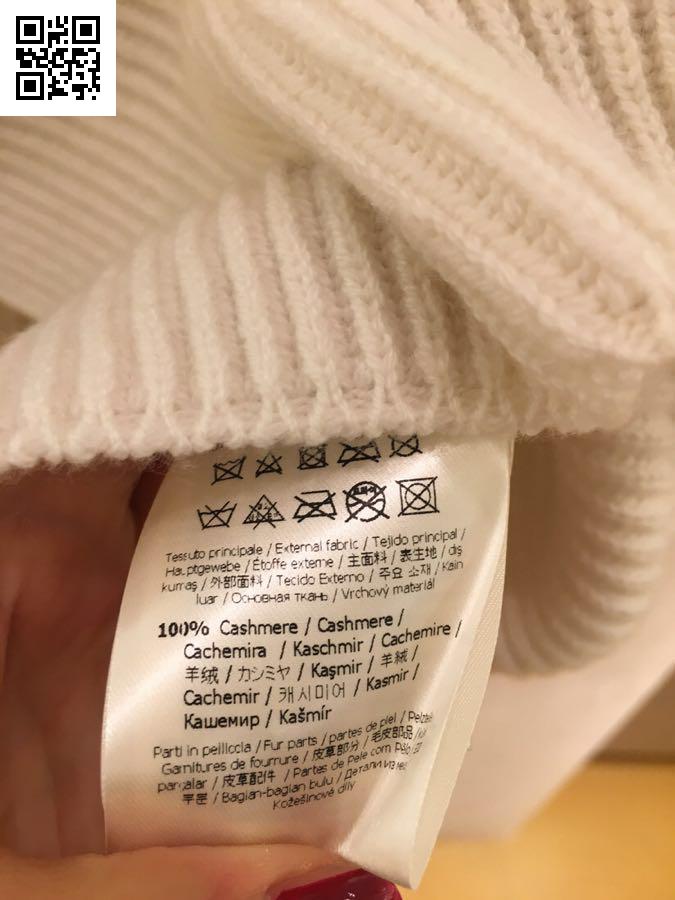 Tessuto principale / External fabric / Tejido principal /
Hauptgewebe / Étoffe externe / 主面料 / 表生地 / dış
kumaş / 外部面料 / Tecido Externo / 주요 소재 / Kain
luar / Основная ткань / Vrchový materiál
100% Cashmere / Cashmere /
Cachemira / Kaschmir / Cachemire /
羊绒 / カシミヤ / Kaşmir / 羊絨 /
Cachemir / 캐시미어 / Kasmir /
Кашемир / Kašmír
Parti in pelliccia / Fur parts / partes de piel /
Garnitures de fourrure / 皮草部分 / 毛皮部品 /
parçalar / 皮草配件 / Partes de Pele com Pêlo /
Bagian-bagian bulu / Детали из
Kožešinové díly